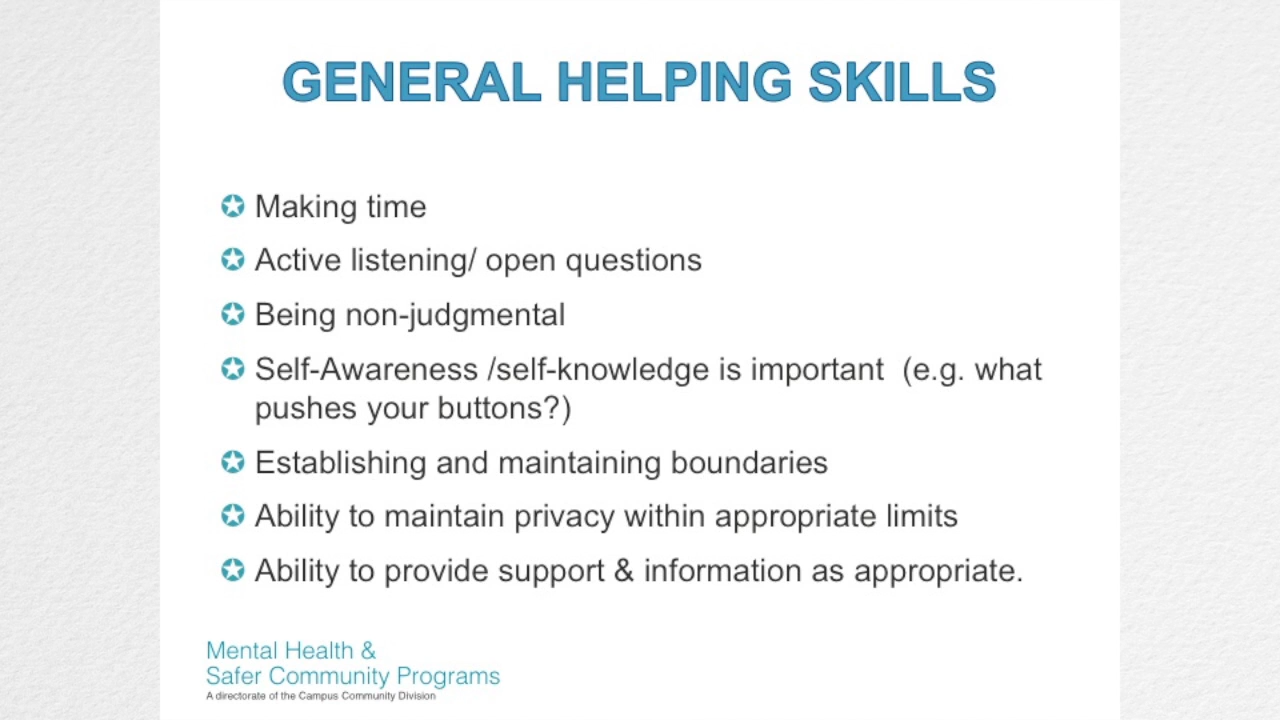 GENERAL HELPING SKILLS
Making time
Active listening/ open questions
Being non-judgmental
Self-Awareness /self-knowledge is important  (e.g. what
pushes your buttons?)
Establishing and maintaining boundaries
Ability to maintain privacy within appropriate limits
Ability to provide support & information as appropriate.
Mental Health &
Safer Community Programs
A directorate of the Campus Community Division